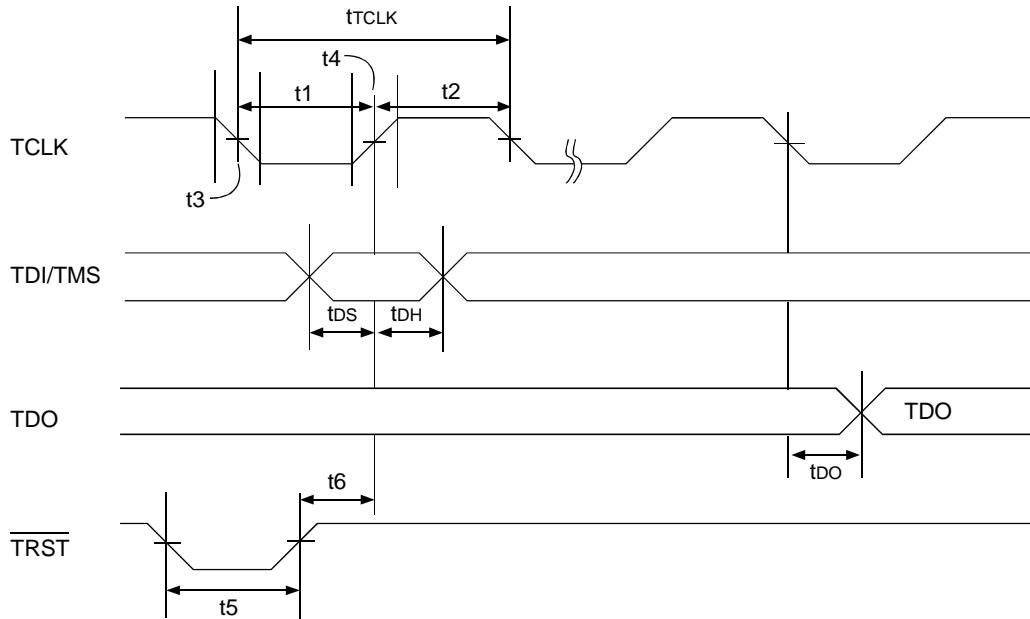 tTCLK
t4
t1
t2
TCLK
t3
TDI/TMS
tDS
tDH
TDO
TDO
tDO
t6
TRST
t5